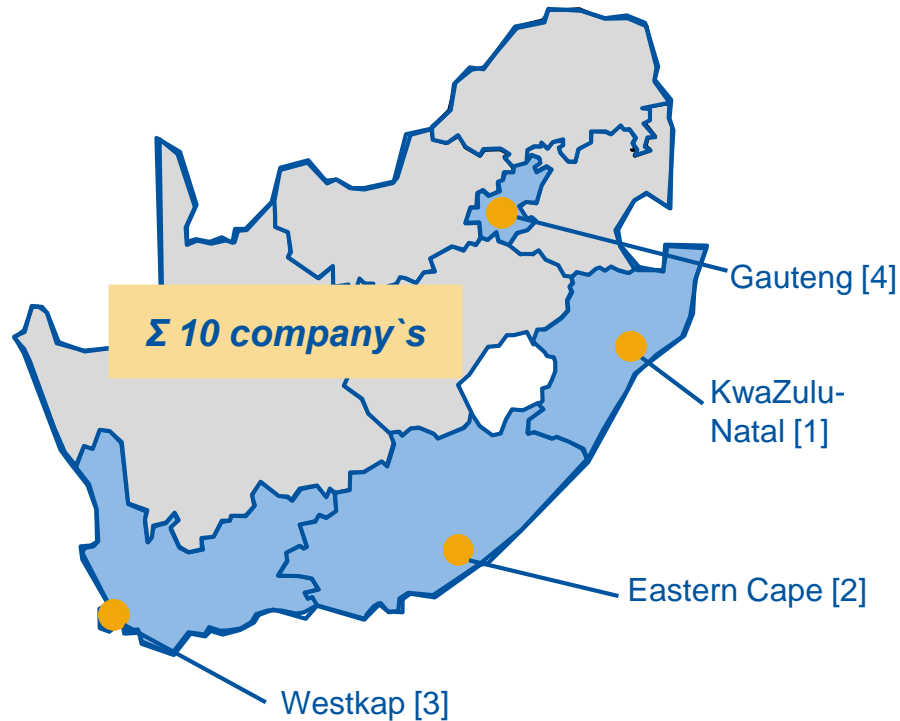 Gauteng [4]
Σ 10 company`s
KwaZulu-
Natal [1]
Eastern Cape [2]
Westkap [3]